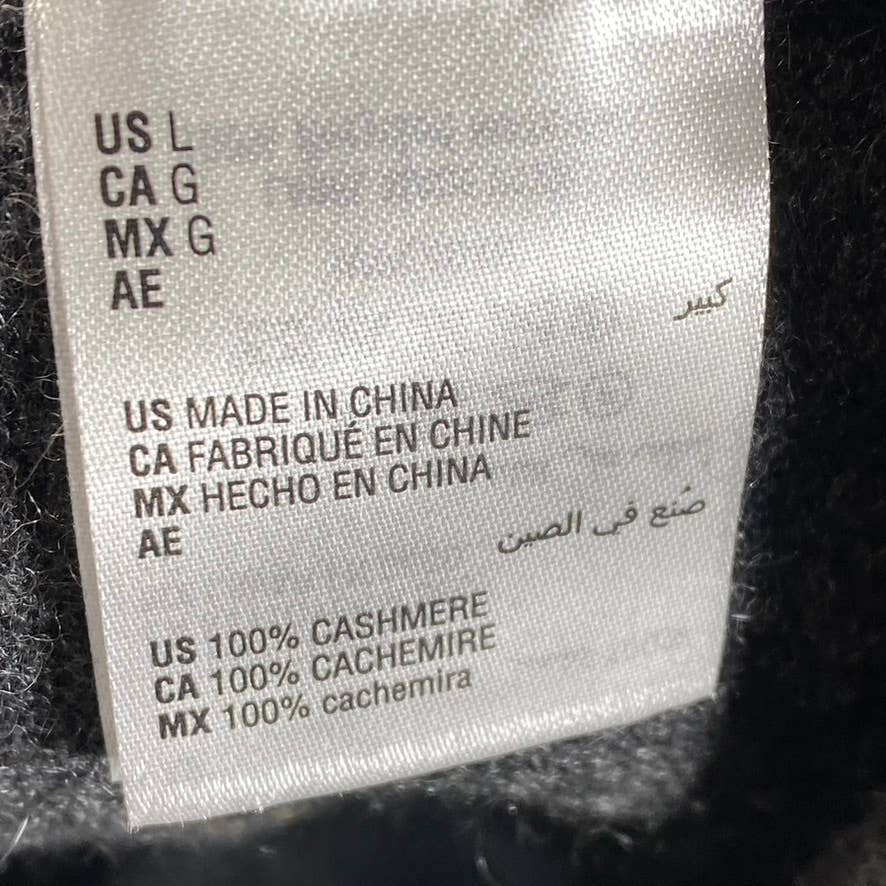 US L
CA G
MX G
AE كبير
US MADE IN CHINA
CA FABRIQUÉ EN CHINE
MX HECHO EN CHINA
AE صُنع في الصين
US 100% CASHMERE
CA 100% CACHEMIRE
MX 100% cachemira